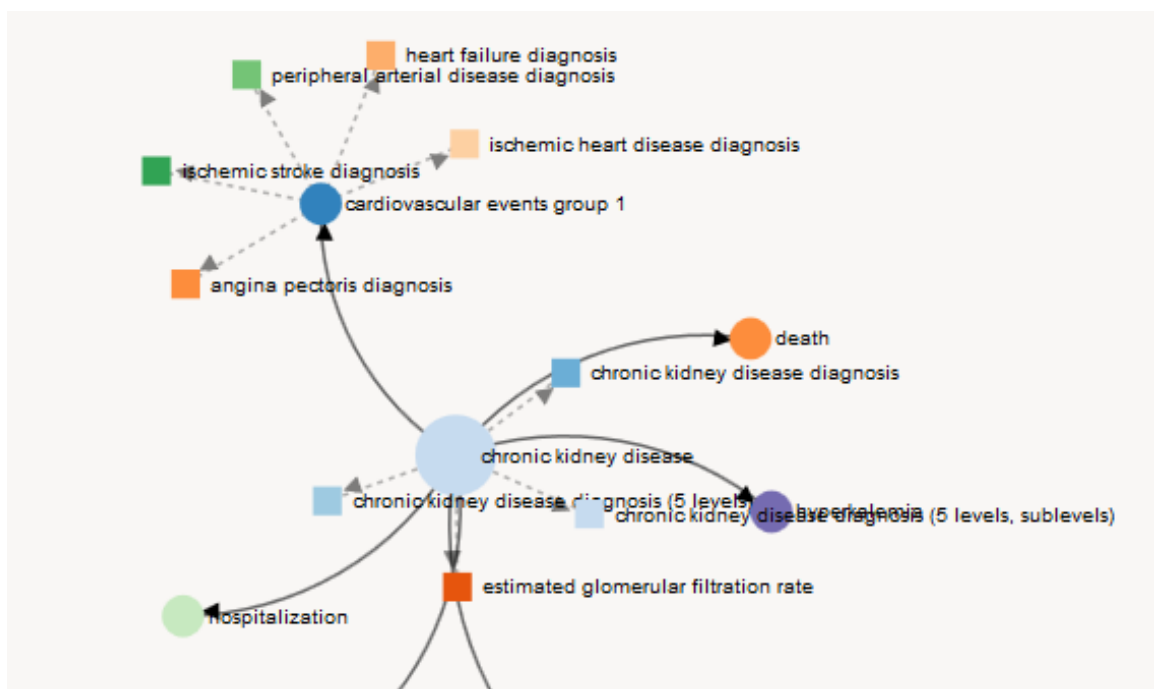 heart failure diagnosis
peripheral arterial disease diagnosis
ischemic heart disease diagnosis
ischemic stroke diagnosis
cardiovascular events group 1
angina pectoris diagnosis
death
chronic kidney disease diagnosis
chronic kidney disease
chronic kidney disease diagnosis (5 levels)
hyperkalemia
chronic kidney disease diagnosis (5 levels, sublevels)
estimated glomerular filtration rate
hospitalization